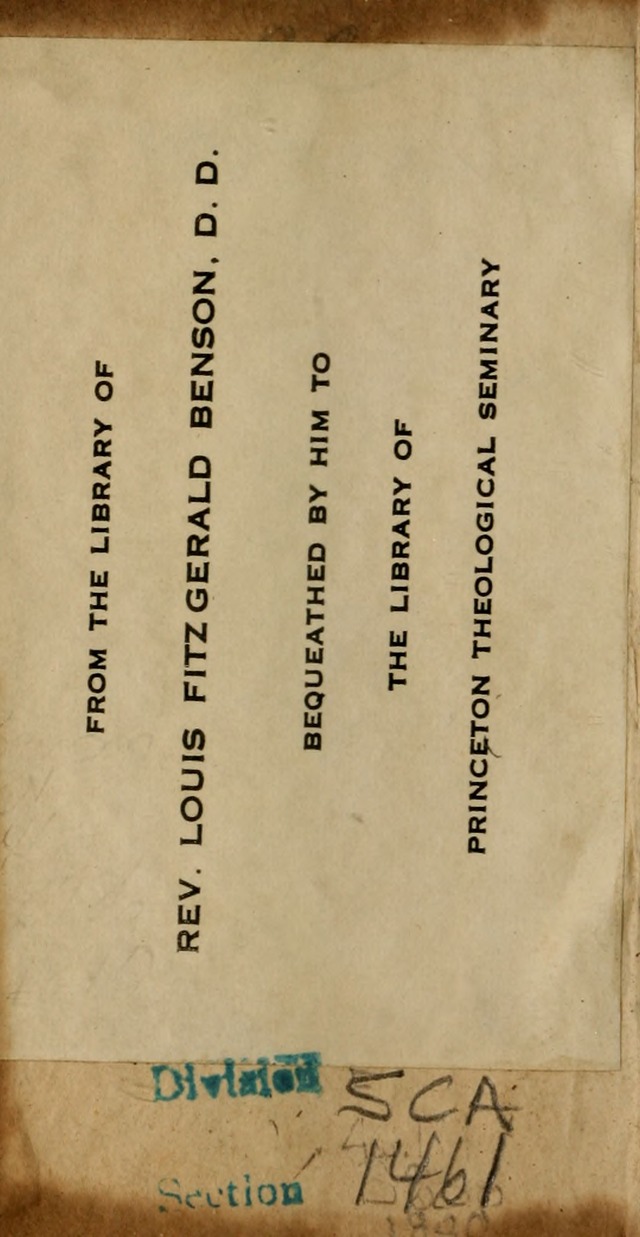 FROM THE LIBRARY OF
REV. LOUIS FITZGERALD BENSON, D. D.
BEQUEATHED BY HIM TO
THE LIBRARY OF
PRINCETON THEOLOGICAL SEMINARY
Division SCA
Section 1461